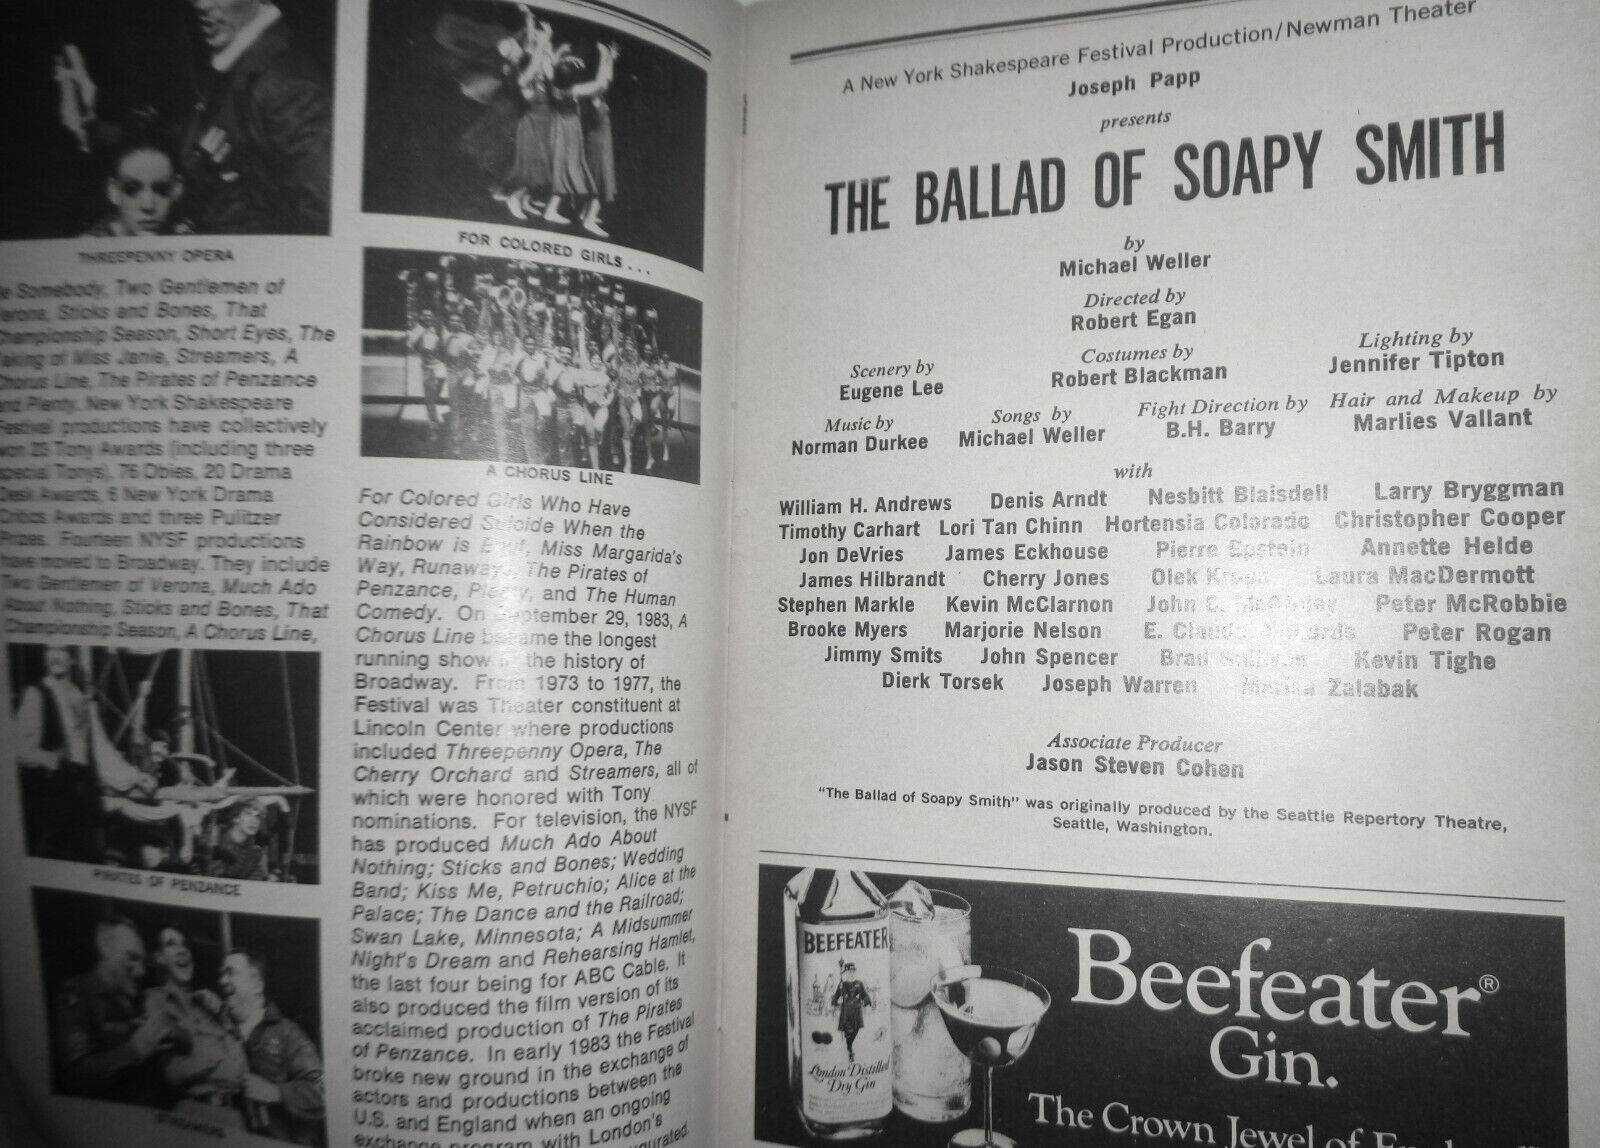 THREEPENNY OPERA
e Somebody, Two Gentlemen of
Verona, Sticks and Bones, That
Championship Season, Short Eyes, The
Taking of Miss Janie, Streamers, A
Chorus Line, The Pirates of Penzance
and Plenty. New York Shakespeare
Festival productions have collectively
won 23 Tony Awards (including three
special Tonys), 76 Obies, 20 Drama
Desk Awards, 6 New York Drama
Critics Awards and three Pulitzer
Prizes. Fourteen NYSF productions
have moved to Broadway. They include
Two Gentlemen of Verona, Much Ado
About Nothing, Sticks and Bones, That
Championship Season, A Chorus Line,
PIRATES OF PENZANCE
FOR COLORED GIRLS . . .
A CHORUS LINE
For Colored Girls Who Have
Considered Suicide When the
Rainbow is Miss Margarida's
Way, Runaways, The Pirates of
Penzance, Plenty, and The Human
Comedy. On September 29, 1983, A
Chorus Line became the longest
running show the history of
Broadway. From 1973 to 1977, the
Festival was Theater constituent at
Lincoln Center where productions
included Threepenny Opera, The
Cherry Orchard and Streamers, all of
which were honored with Tony
nominations. For television, the NYSF
has produced Much Ado About
Nothing; Sticks and Bones; Wedding
Band; Kiss Me, Petruchio; Alice at the
Palace; The Dance and the Railroad;
Swan Lake, Minnesota; A Midsummer
Night's Dream and Rehearsing Hamlet,
the last four being for ABC Cable. It
also produced the film version of its
acclaimed production of The Pirates
of Penzance. In early 1983 the Festival
broke new ground in the exchange of
actors and productions between the
U.S. and England when an ongoing
exchange program with London's
A New York Shakespeare Festival Production/Newman Theater
Joseph Papp
presents
THE BALLAD OF SOAPY SMITH
by
Michael Weller
Directed by
Robert Egan
Scenery by Costumes by Lighting by
Eugene Lee Robert Blackman Jennifer Tipton
Music by Songs by Fight Direction by Hair and Makeup by
Norman Durkee Michael Weller B.H. Barry Marlies Vallant
with
William H. Andrews Denis Arndt Nesbitt Blaisdell Larry Bryggman
Timothy Carhart Lori Tan Chinn Hortensia Colorado Christopher Cooper
Jon DeVries James Eckhouse Pierre Epstein Annette Helde
James Hilbrandt Cherry Jones Olek Laura MacDermott
Stephen Markle Kevin McClarnon John Peter McRobbie
Brooke Myers Marjorie Nelson E. Peter Rogan
Jimmy Smits John Spencer Brad Kevin Tighe
Dierk Torsek Joseph Warren Zalabak
Associate Producer
Jason Steven Cohen
"The Ballad of Soapy Smith" was originally produced by the Seattle Repertory Theatre,
Seattle, Washington.
BEEFEATER
London Distilled
Dry Gin
Beefeater®
Gin.
The Crown Jewel of